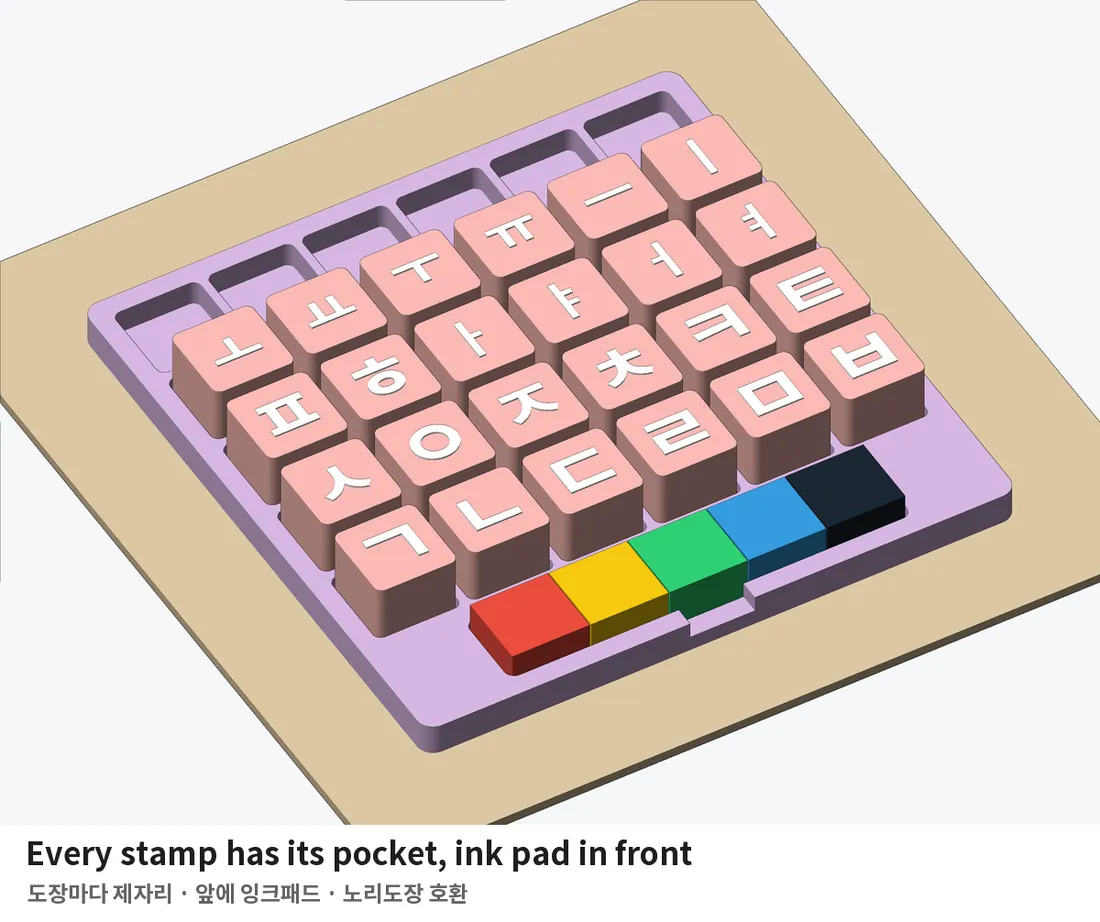 ㅗ ㅛ ㅜ ㅠ ㅡ ㅣ
ㅍ ㅎ ㅏ ㅑ ㅓ ㅕ
ㅅ ㅇ ㅈ ㅊ ㅋ ㅌ
ㄱ ㄴ ㄷ ㄹ ㅁ ㅂ
Every stamp has its pocket, ink pad in front
도장마다 제자리 · 앞에 잉크패드 · 노리도장 호환